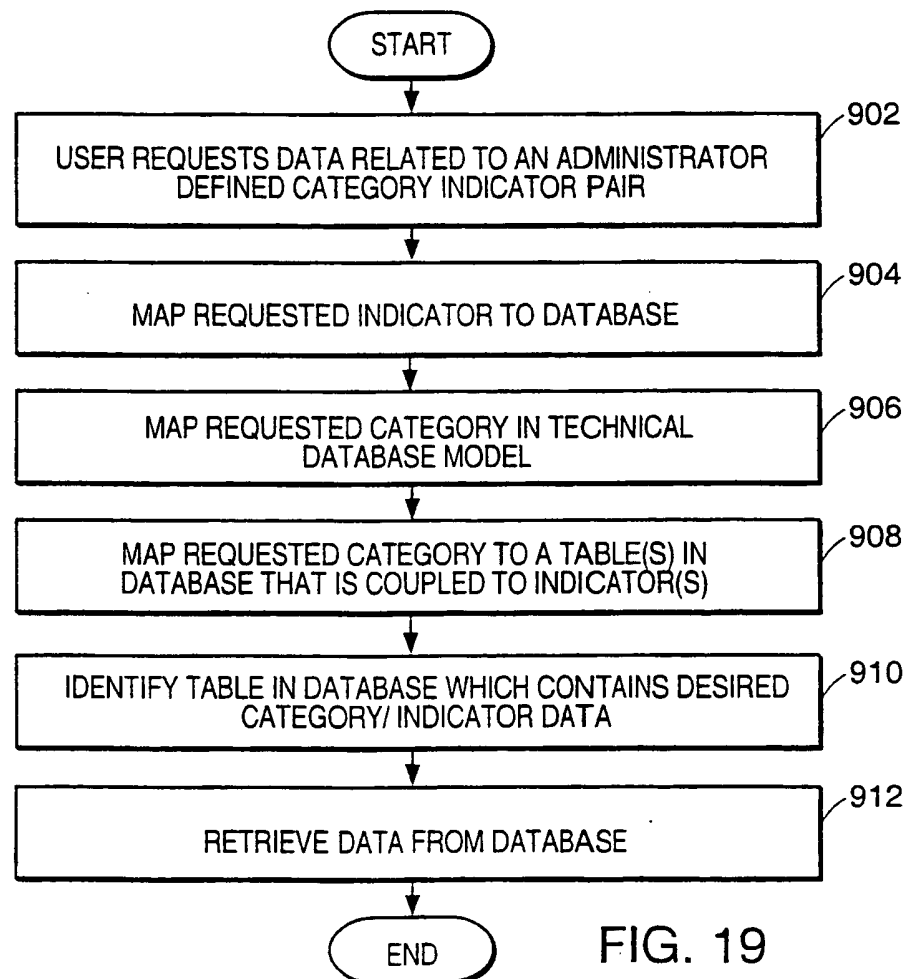 START
902
USER REQUESTS DATA RELATED TO AN ADMINISTRATOR
DEFINED CATEGORY INDICATOR PAIR
904
MAP REQUESTED INDICATOR TO DATABASE
906
MAP REQUESTED CATEGORY IN TECHNICAL
DATABASE MODEL
908
MAP REQUESTED CATEGORY TO A TABLE(S) IN
DATABASE THAT IS COUPLED TO INDICATOR(S)
910
IDENTIFY TABLE IN DATABASE WHICH CONTAINS DESIRED
CATEGORY/ INDICATOR DATA
912
RETRIEVE DATA FROM DATABASE
END
FIG. 19